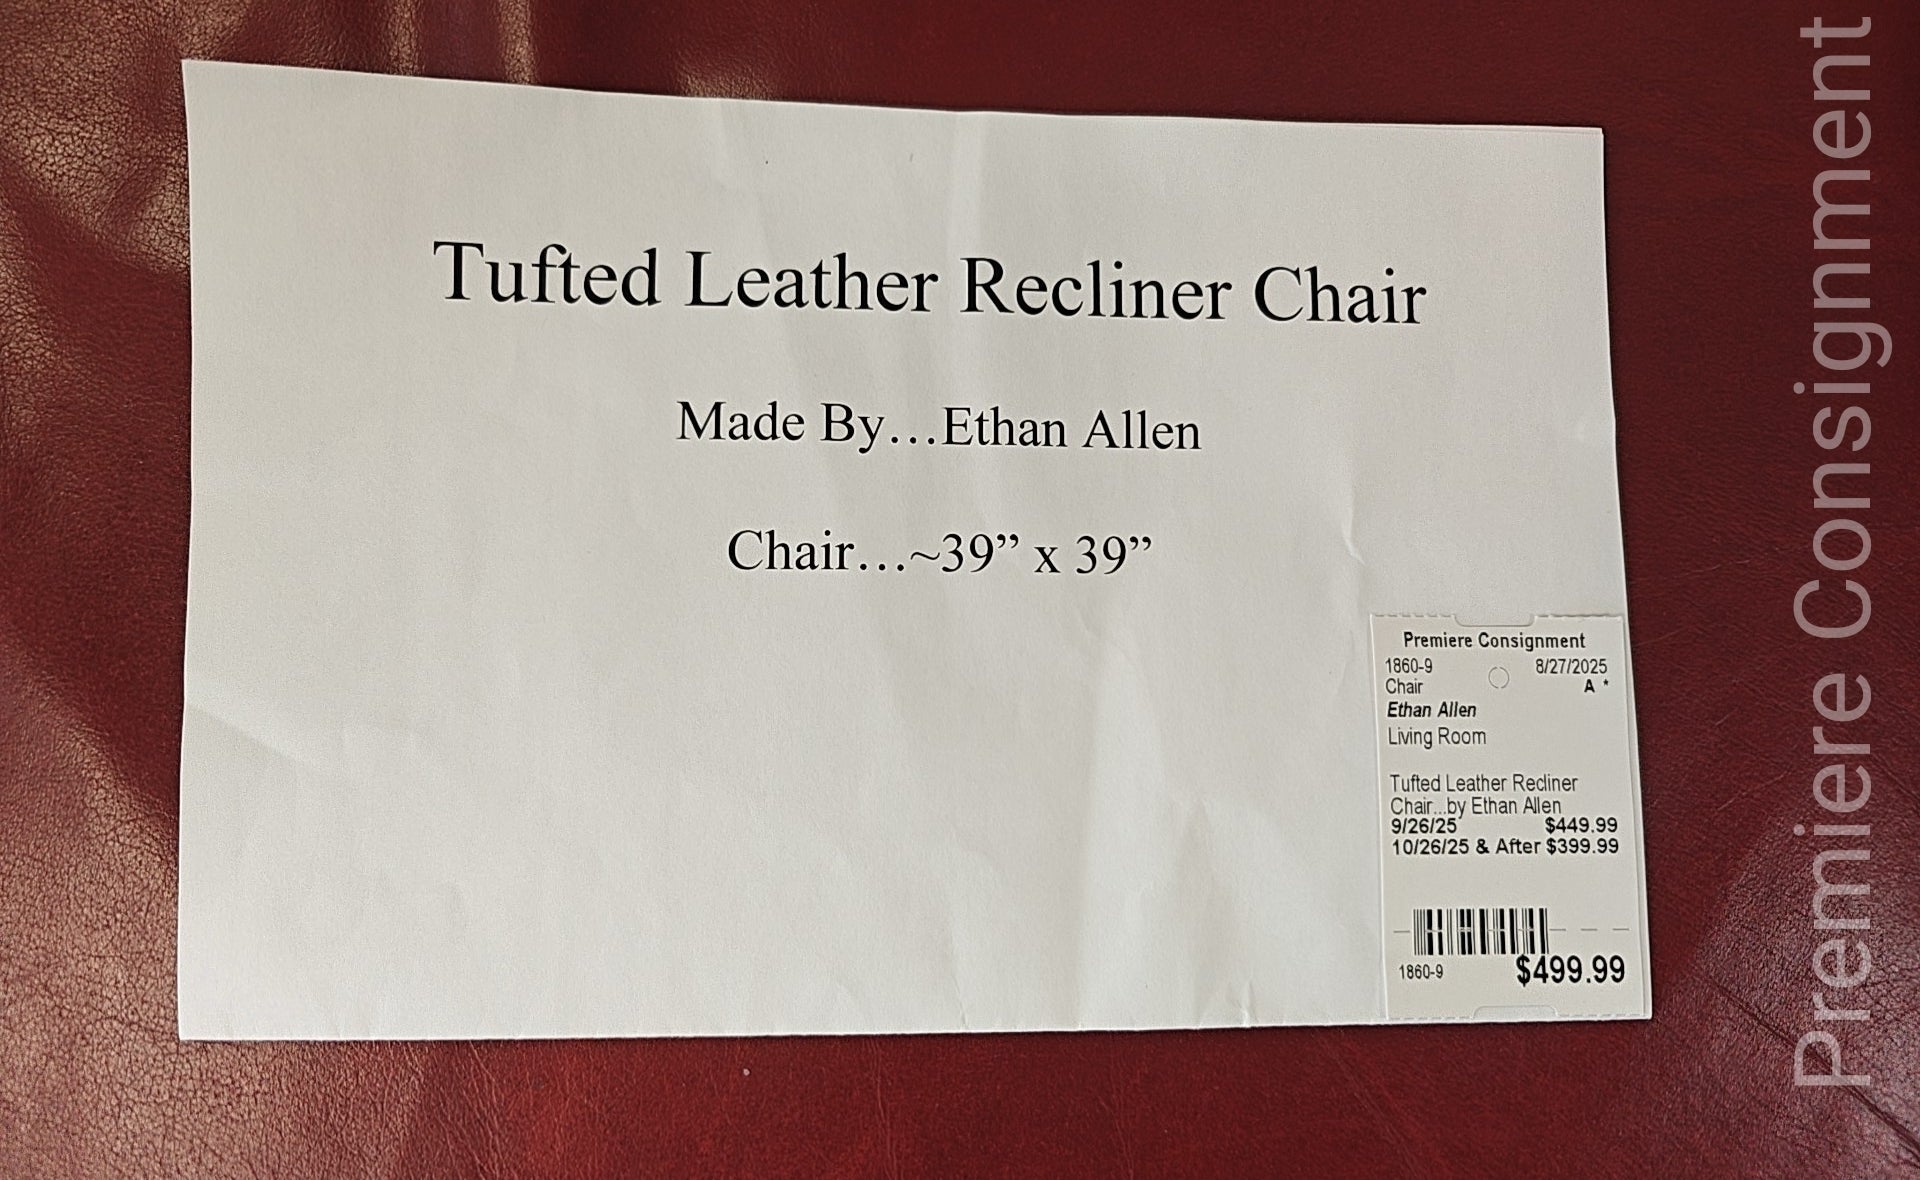 Tufted Leather Recliner Chair
Made By…Ethan Allen
Chair…~39” x 39”
Premiere Consignment
1860-9 8/27/2025
Chair A *
Ethan Allen
Living Room
Tufted Leather Recliner
Chair...by Ethan Allen
9/26/25 $449.99
10/26/25 & After $399.99
1860-9 $499.99
Premiere Consignment